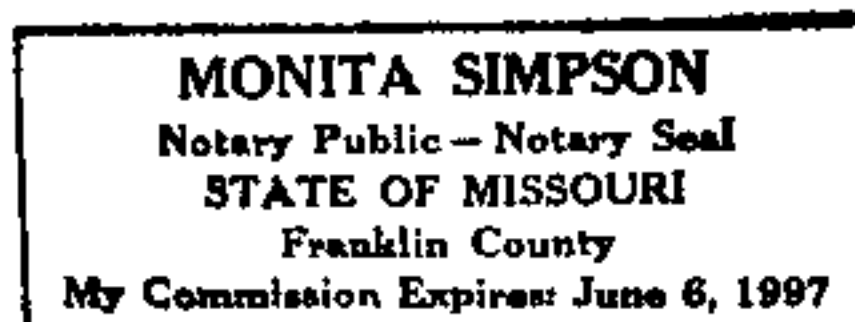 MONITA SIMPSON
Notary Public – Notary Seal
STATE OF MISSOURI
Franklin County
My Commission Expires: June 6, 1997